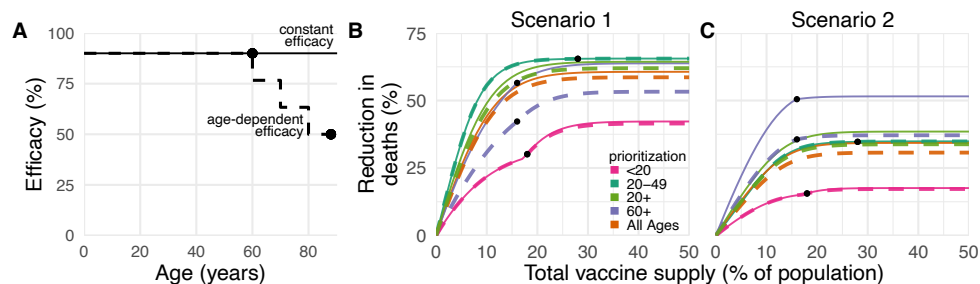 Scenario 1
Scenario 2
A
B
C
100
75
50
25
0
Efficacy (%)
constant
efficacy
age-dependent
efficacy
0
20
40
60
80
Age (years)
75
50
25
0
Reduction in
deaths (%)
prioritization
<20
20−49
20+
60+
All Ages
0
10
20
30
40
50
0
10
20
30
40
50
Total vaccine supply (% of population)